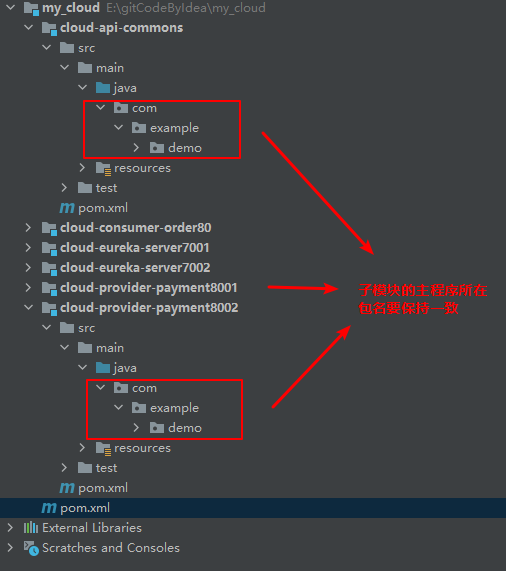 my_cloud E:\gitCodeByIdea\my_cloud
cloud-api-commons
src
main
java
com
example
demo
resources
test
pom.xml
cloud-consumer-order80
cloud-eureka-server7001
cloud-eureka-server7002
cloud-provider-payment8001
cloud-provider-payment8002
src
main
java
com
example
demo
resources
test
pom.xml
pom.xml
External Libraries
Scratches and Consoles
子模块的主程席所在
包名要保持一致